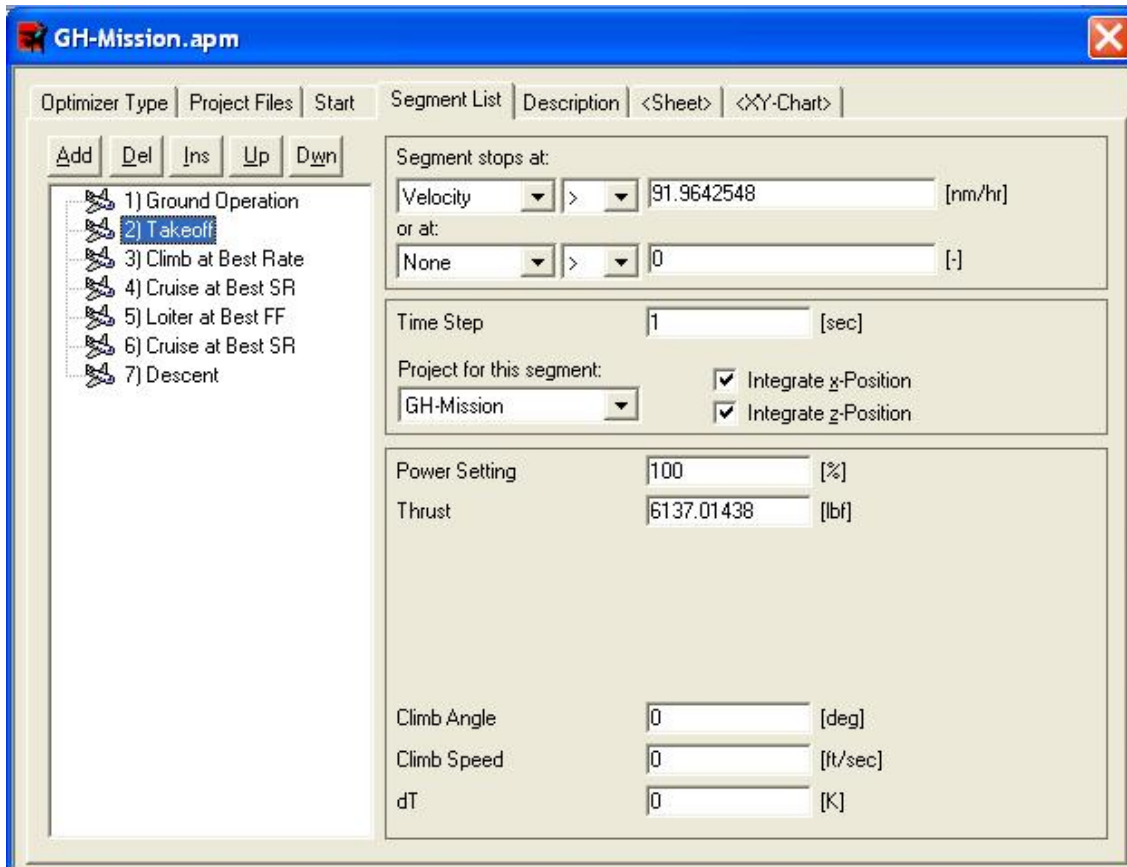 GH-Mission.apm
Optimizer Type Project Files Start Segment List Description <Sheet> <XY-Chart>
Add Del Ins Up Dwn
1) Ground Operation
2) Takeoff
3) Climb at Best Rate
4) Cruise at Best SR
5) Loiter at Best FF
6) Cruise at Best SR
7) Descent
Segment stops at:
Velocity > 91.9642548 [nm/hr]
or at:
None > 0 [-]
Time Step 1 [sec]
Project for this segment:
GH-Mission
Integrate x-Position
Integrate z-Position
Power Setting 100 [%]
Thrust 6137.01438 [lbf]
Climb Angle 0 [deg]
Climb Speed 0 [ft/sec]
dT 0 [K]